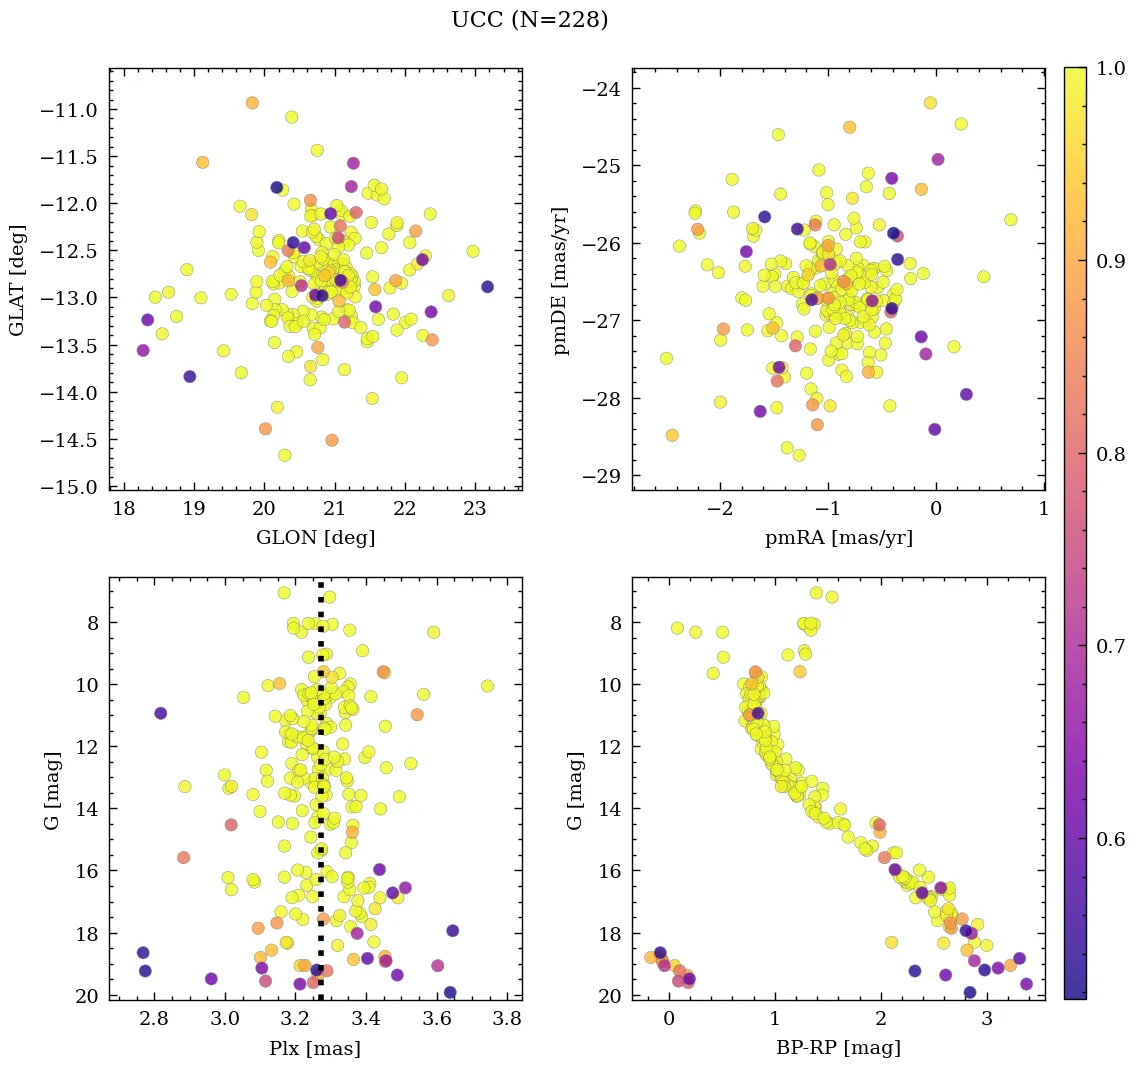 UCC (N=228)
−11.0
−11.5
−12.0
−12.5
−13.0
−13.5
−14.0
−14.5
−15.0
GLAT [deg]
18 19 20 21 22 23
GLON [deg]
−24
−25
−26
−27
−28
−29
pmDE [mas/yr]
−2 −1 0 1
pmRA [mas/yr]
1.0
0.9
0.8
0.7
0.6
8
10
12
14
16
18
20
G [mag]
2.8 3.0 3.2 3.4 3.6 3.8
Plx [mas]
8
10
12
14
16
18
20
G [mag]
0 1 2 3
BP-RP [mag]